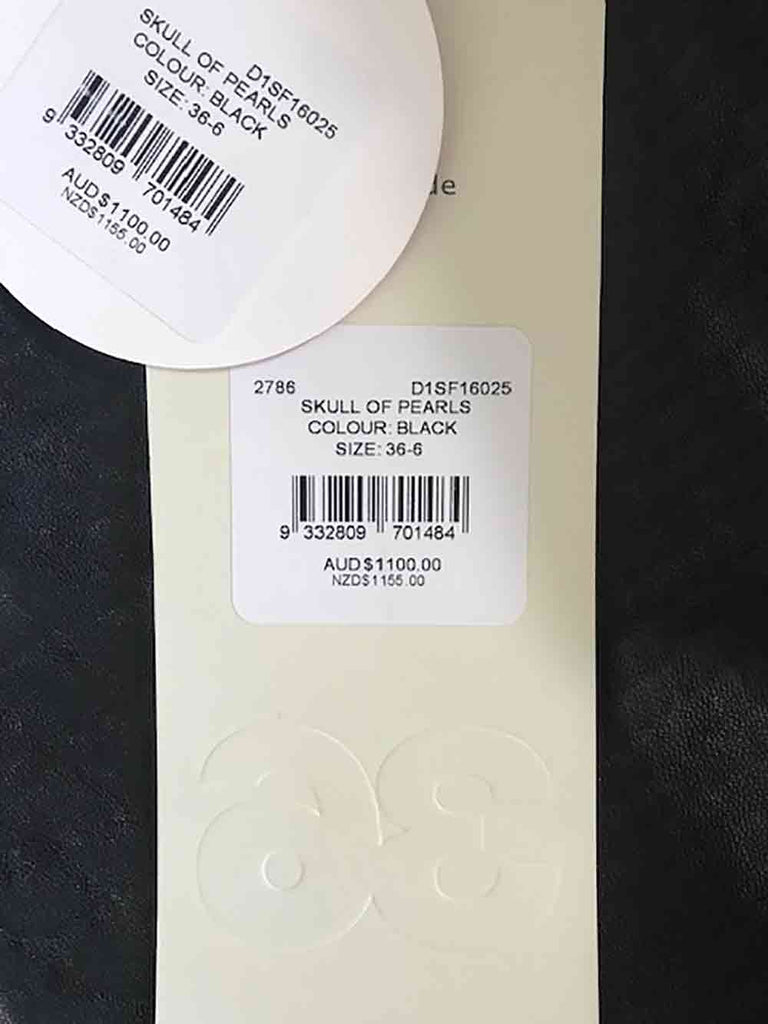 D1SF16025
SKULL OF PEARLS
COLOUR: BLACK
SIZE: 36-6
9 332809 701484
AUD$1100.00
NZD$1155.00
de
2786 D1SF16025
SKULL OF PEARLS
COLOUR: BLACK
SIZE: 36-6
9 332809 701484
AUD$1100.00
NZD$1155.00